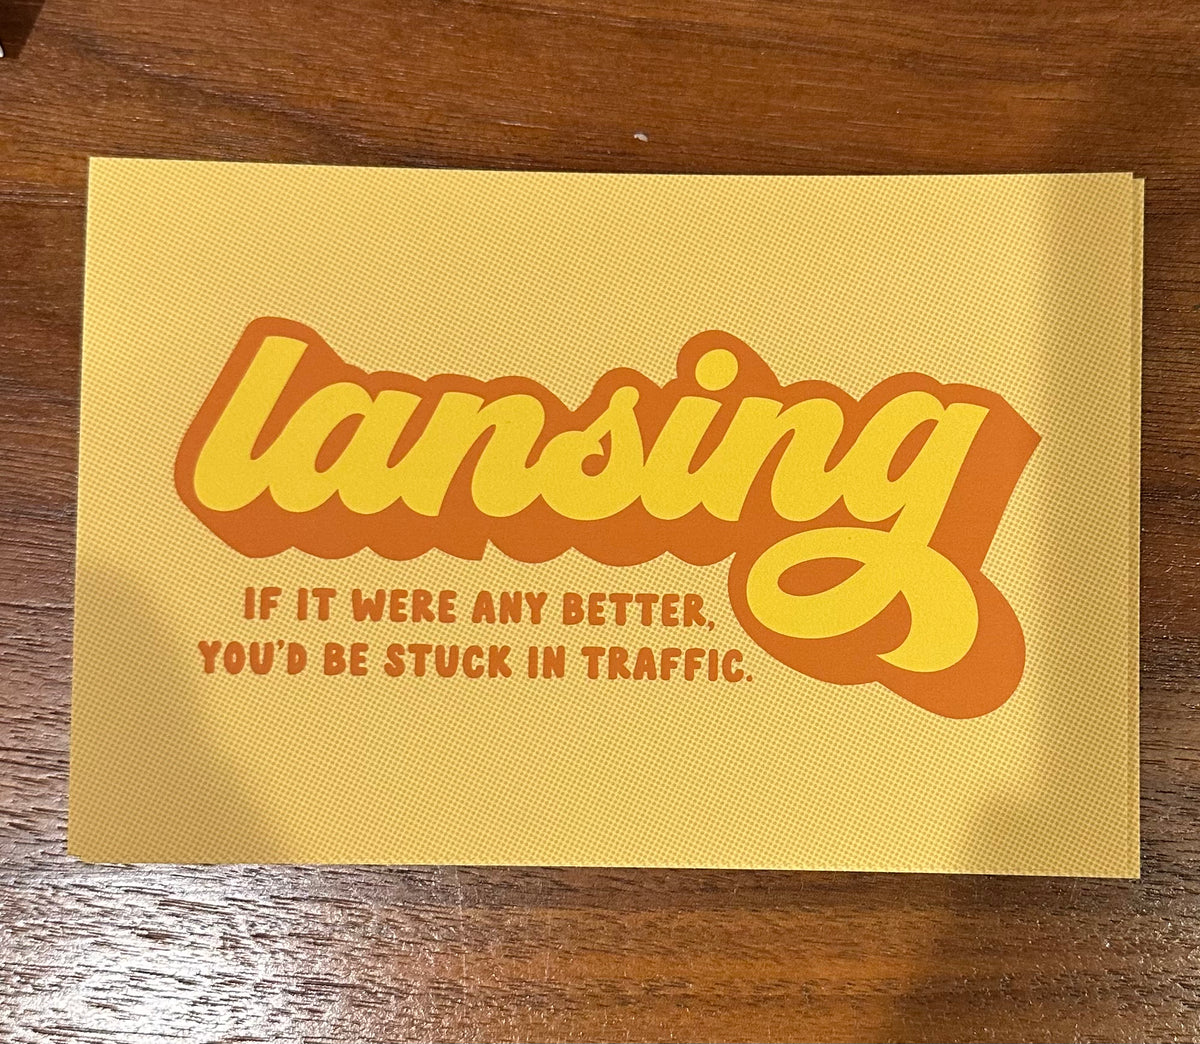 lansing
IF IT WERE ANY BETTER,
YOU'D BE STUCK IN TRAFFIC.